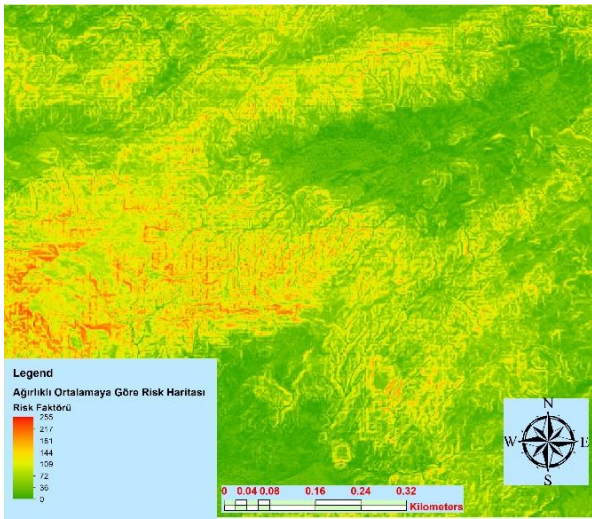 Legend
Ağırlıklı Ortalamaya Göre Risk Haritası
Risk Faktörü
255
217
181
144
109
72
36
0
N
W E
S
0 0.04 0.08 0.16 0.24 0.32
Kilometers